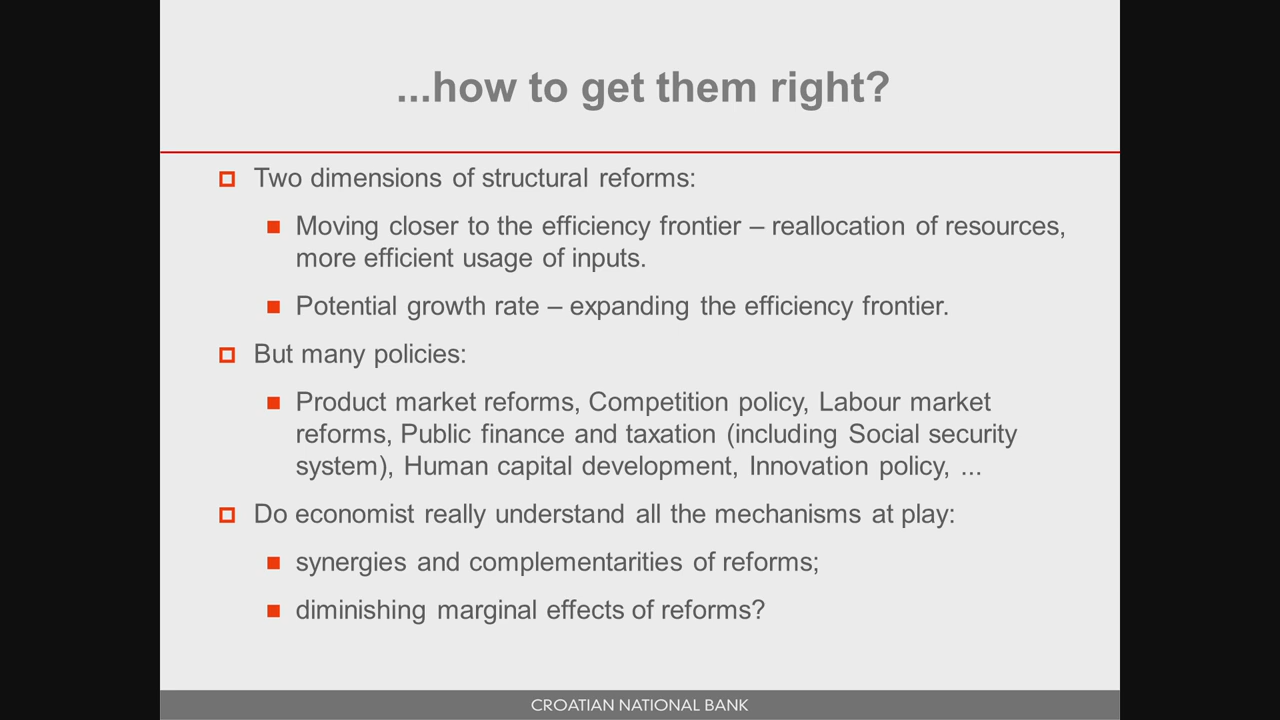 ...how to get them right?
Two dimensions of structural reforms:
Moving closer to the efficiency frontier – reallocation of resources,
more efficient usage of inputs.
Potential growth rate – expanding the efficiency frontier.
But many policies:
Product market reforms, Competition policy, Labour market
reforms, Public finance and taxation (including Social security
system), Human capital development, Innovation policy, ...
Do economist really understand all the mechanisms at play:
synergies and complementarities of reforms;
diminishing marginal effects of reforms?
CROATIAN NATIONAL BANK